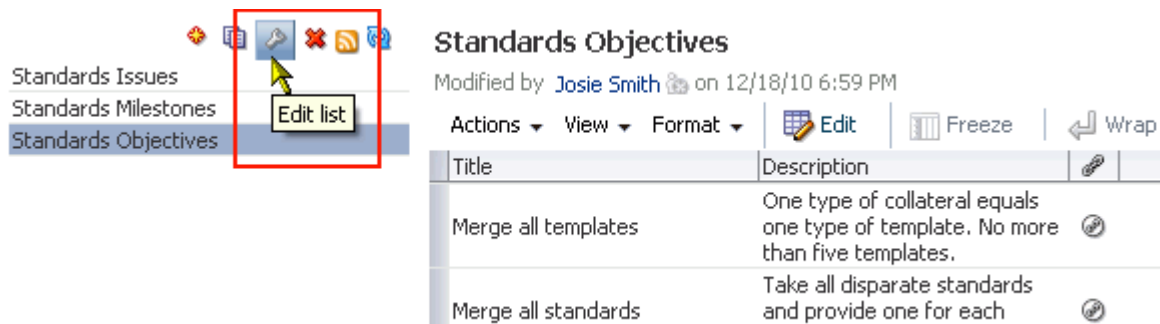 Standards Issues
Standards Milestones
Standards Objectives
Edit list
Standards Objectives
Modified by Josie Smith on 12/18/10 6:59 PM
Actions View Format Edit Freeze Wrap
Title Description
Merge all templates
One type of collateral equals
one type of template. No more
than five templates.
Merge all standards
Take all disparate standards
and provide one for each